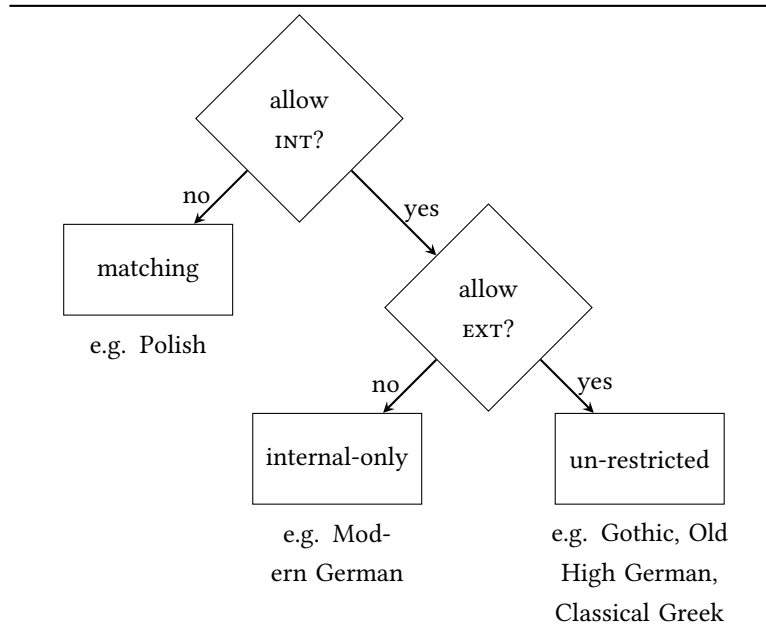 allow
INT?
no
yes
matching
e.g. Polish
allow
EXT?
no
yes
internal-only
un-restricted
e.g. Mod-
ern German
e.g. Gothic, Old
High German,
Classical Greek